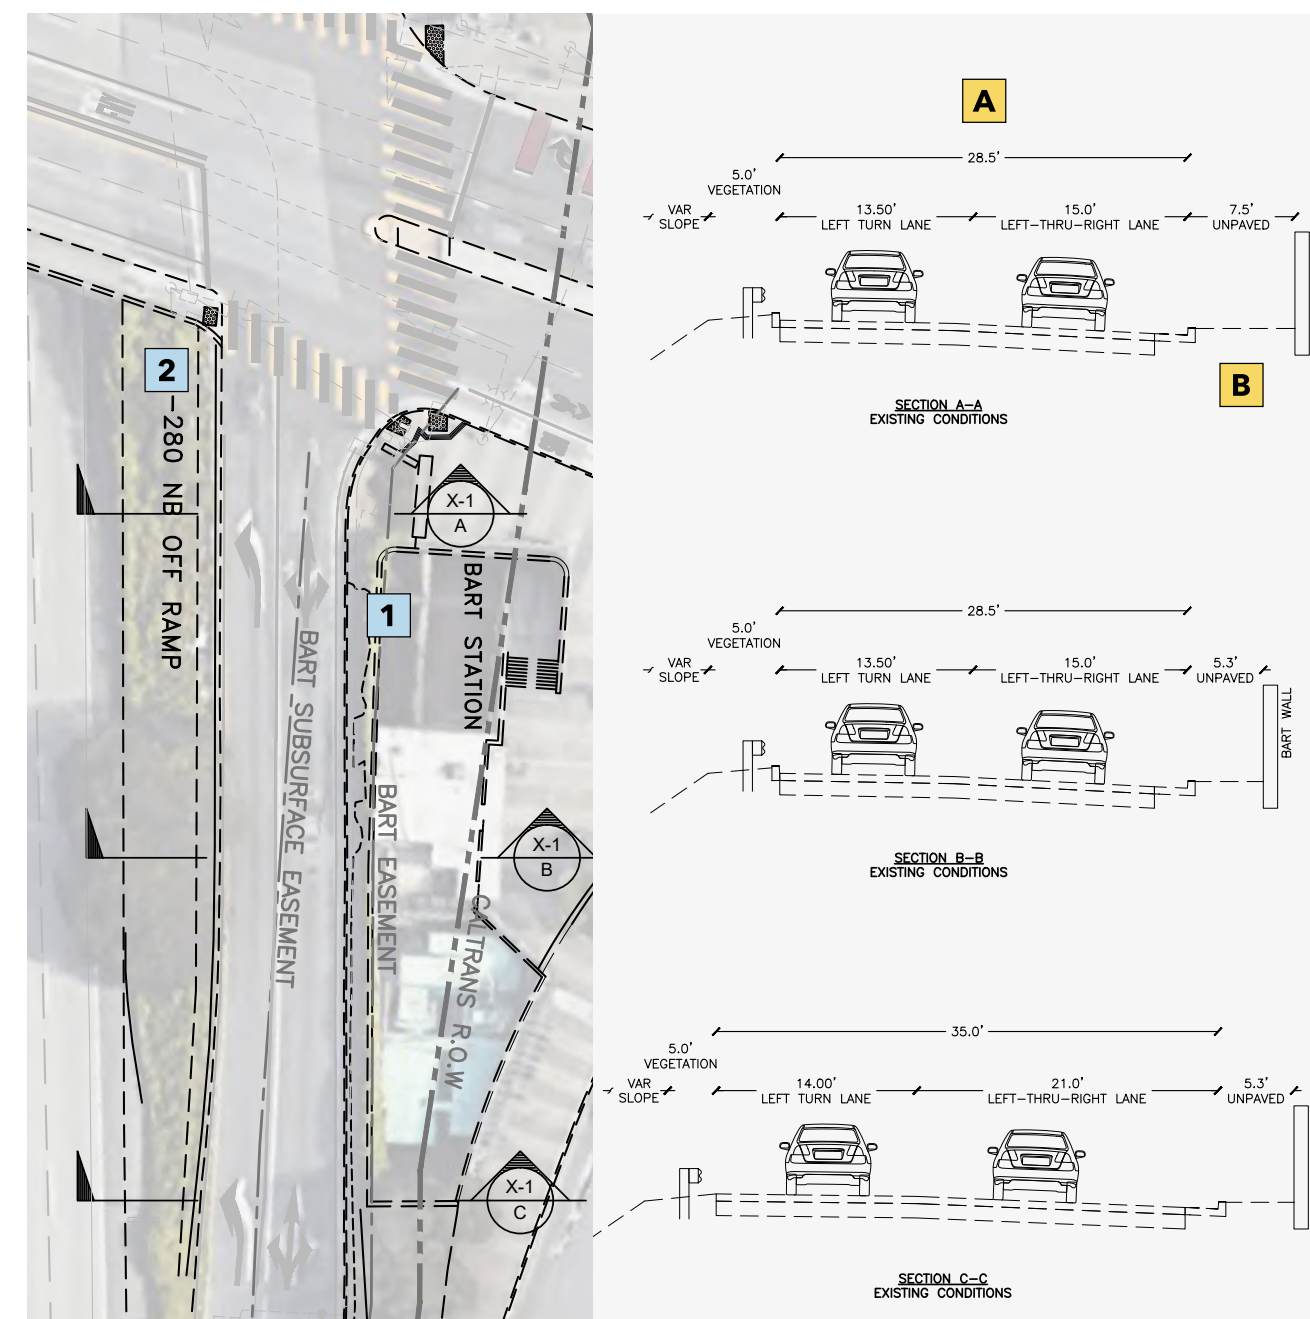 2
-280 NB OFF RAMP
X-1
A
1
BART STATION
BART SUBSURFACE EASEMENT
BART EASEMENT
X-1
B
CALTRANS R.O.W
X-1
C
A
28.5'
5.0'
VEGETATION
VAR
SLOPE
13.50'
LEFT TURN LANE
15.0'
LEFT-THRU-RIGHT LANE
7.5'
UNPAVED
B
SECTION A-A
EXISTING CONDITIONS
28.5'
5.0'
VEGETATION
VAR
SLOPE
13.50'
LEFT TURN LANE
15.0'
LEFT-THRU-RIGHT LANE
5.3'
UNPAVED
BART WALL
SECTION B-B
EXISTING CONDITIONS
35.0'
5.0'
VEGETATION
VAR
SLOPE
14.00'
LEFT TURN LANE
21.0'
LEFT-THRU-RIGHT LANE
5.3'
UNPAVED
SECTION C-C
EXISTING CONDITIONS